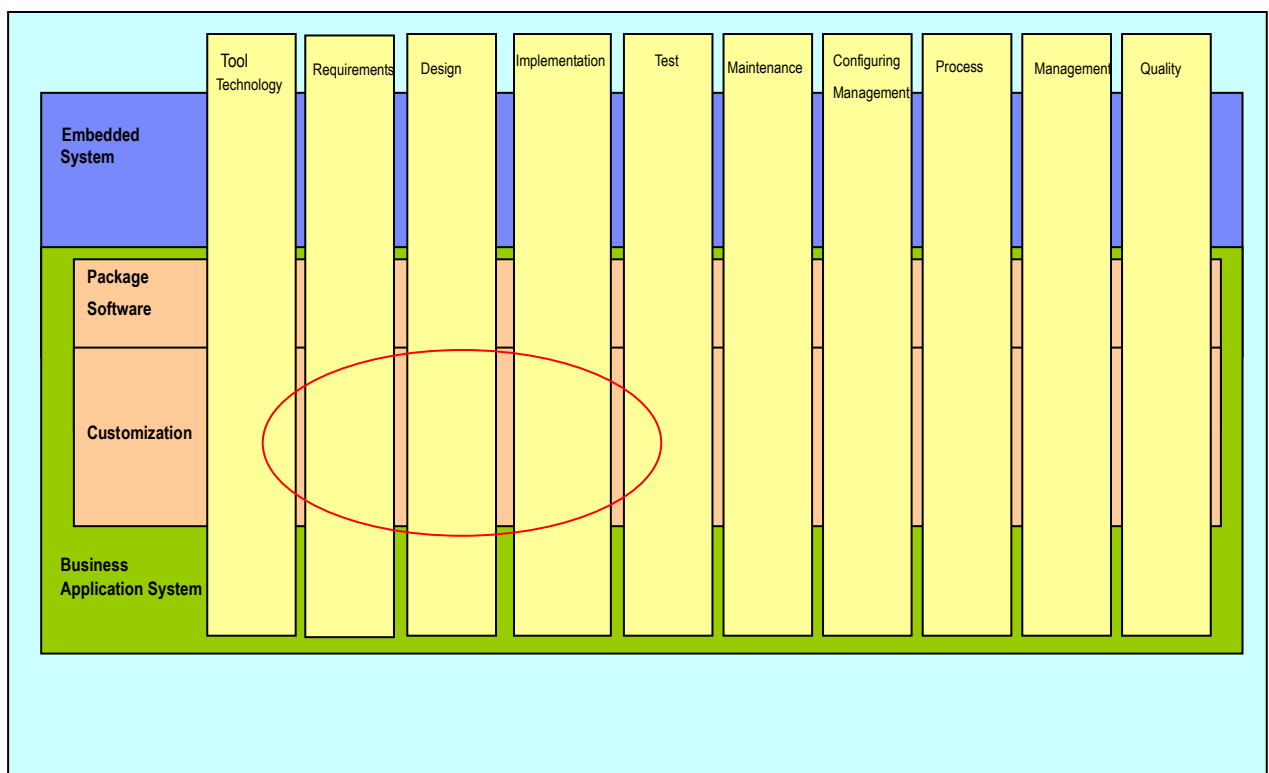 Tool
Technology
Requirements
Design
Implementation
Test
Maintenance
Configuring
Management
Process
Management
Quality
Embedded
System
Package
Software
Customization
Business
Application System